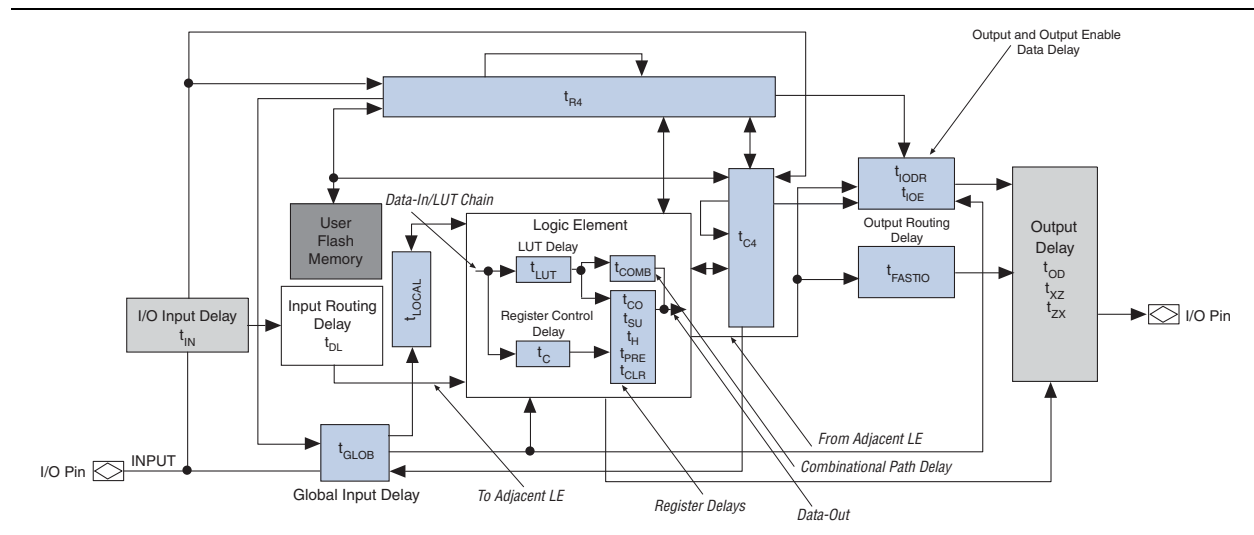 Output and Output Enable
Data Delay
tR4
tIODR
tIOE
Data-In/LUT Chain
User
Flash
Memory
Logic Element
tC4
Output Routing
Delay
Output
Delay
tOD
tXZ
tZX
LUT Delay
tLUT
tCOMB
tFASTIO
tLOCAL
I/O Input Delay
tIN
Input Routing
Delay
tDL
Register Control
Delay
tC
tCO
tSU
tH
tPRE
tCLR
I/O Pin
From Adjacent LE
INPUT
I/O Pin
tGLOB
Combinational Path Delay
Global Input Delay
To Adjacent LE
Register Delays
Data-Out